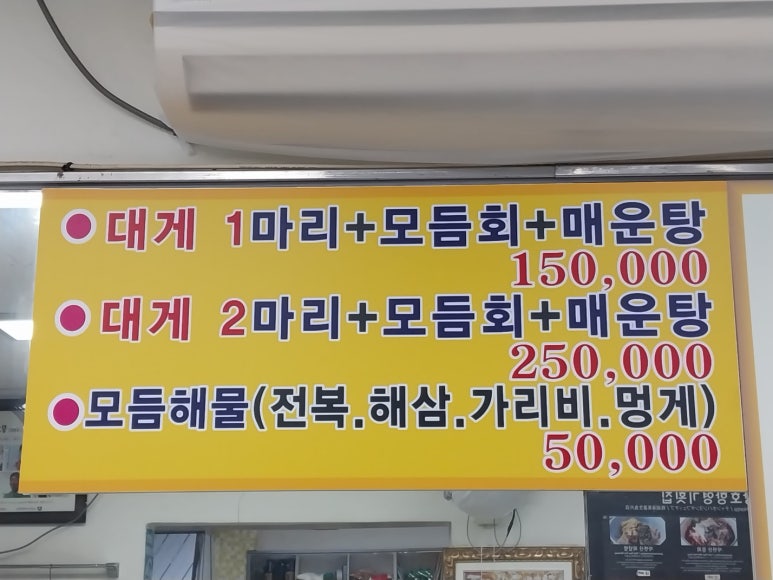 대게 1마리+모듬회+매운탕
150,000
대게 2마리+모듬회+매운탕
250,000
모듬해물(전복.해삼.가리비.멍게)
50,000